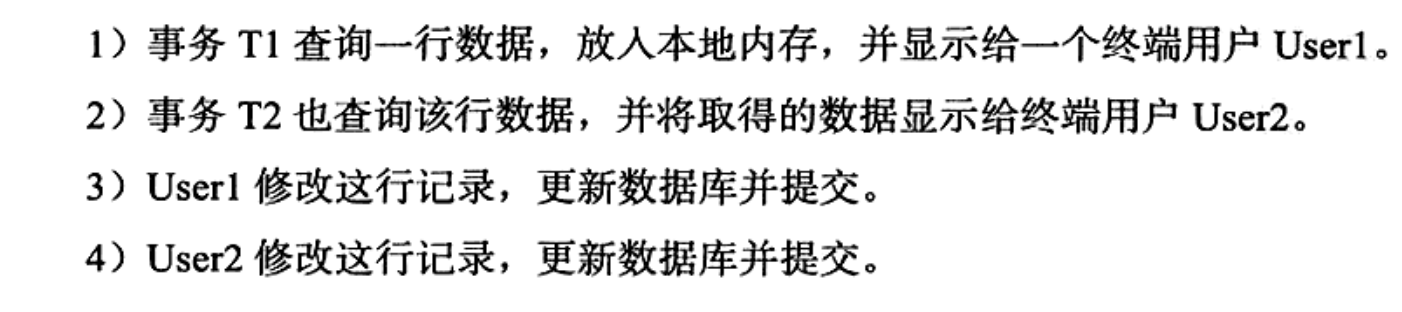 1）事务 T1 查询一行数据，放入本地内存，并显示给一个终端用户 User1。
2）事务 T2 也查询该行数据，并将取得的数据显示给终端用户 User2。
3）User1 修改这行记录，更新数据库并提交。
4）User2 修改这行记录，更新数据库并提交。